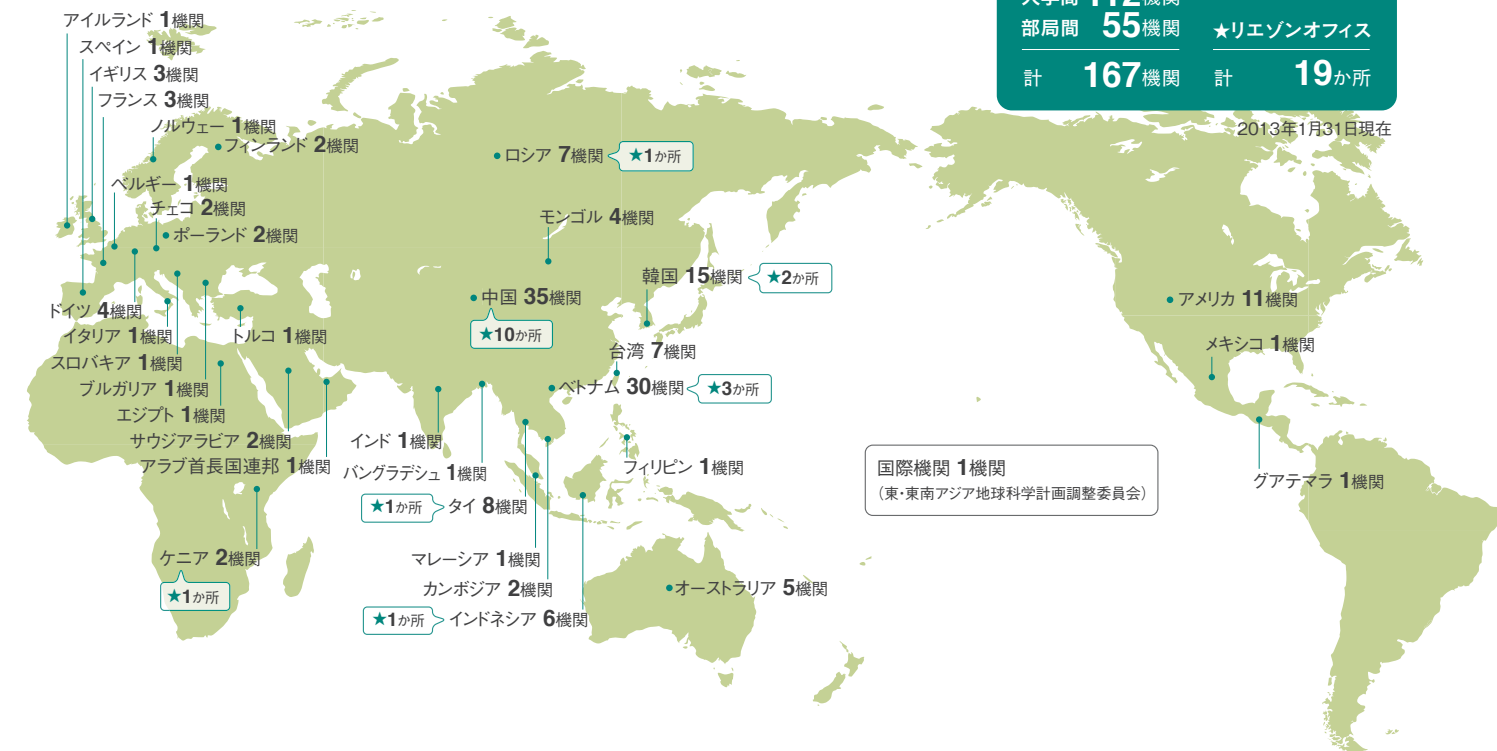 大学間 112機関
部局間 55機関
★リエゾンオフィス
計 167機関
計 19か所
2013年1月31日現在
アイルランド 1機関
スペイン 1機関
イギリス 3機関
フランス 3機関
ノルウェー 1機関
フィンランド 2機関
ベルギー 1機関
チェコ 2機関
ポーランド 2機関
ドイツ 4機関
イタリア 1機関
スロバキア 1機関
ブルガリア 1機関
トルコ 1機関
エジプト 1機関
サウジアラビア 2機関
アラブ首長国連邦 1機関
ケニア 2機関
★1か所
ロシア 7機関
★1か所
モンゴル 4機関
韓国 15機関
★2か所
中国 35機関
★10か所
台湾 7機関
ベトナム 30機関
★3か所
インド 1機関
バングラデシュ 1機関
★1か所
タイ 8機関
マレーシア 1機関
カンボジア 2機関
★1か所
インドネシア 6機関
フィリピン 1機関
オーストラリア 5機関
国際機関 1機関
（東・東南アジア地球科学計画調整委員会）
アメリカ 11機関
メキシコ 1機関
グアテマラ 1機関